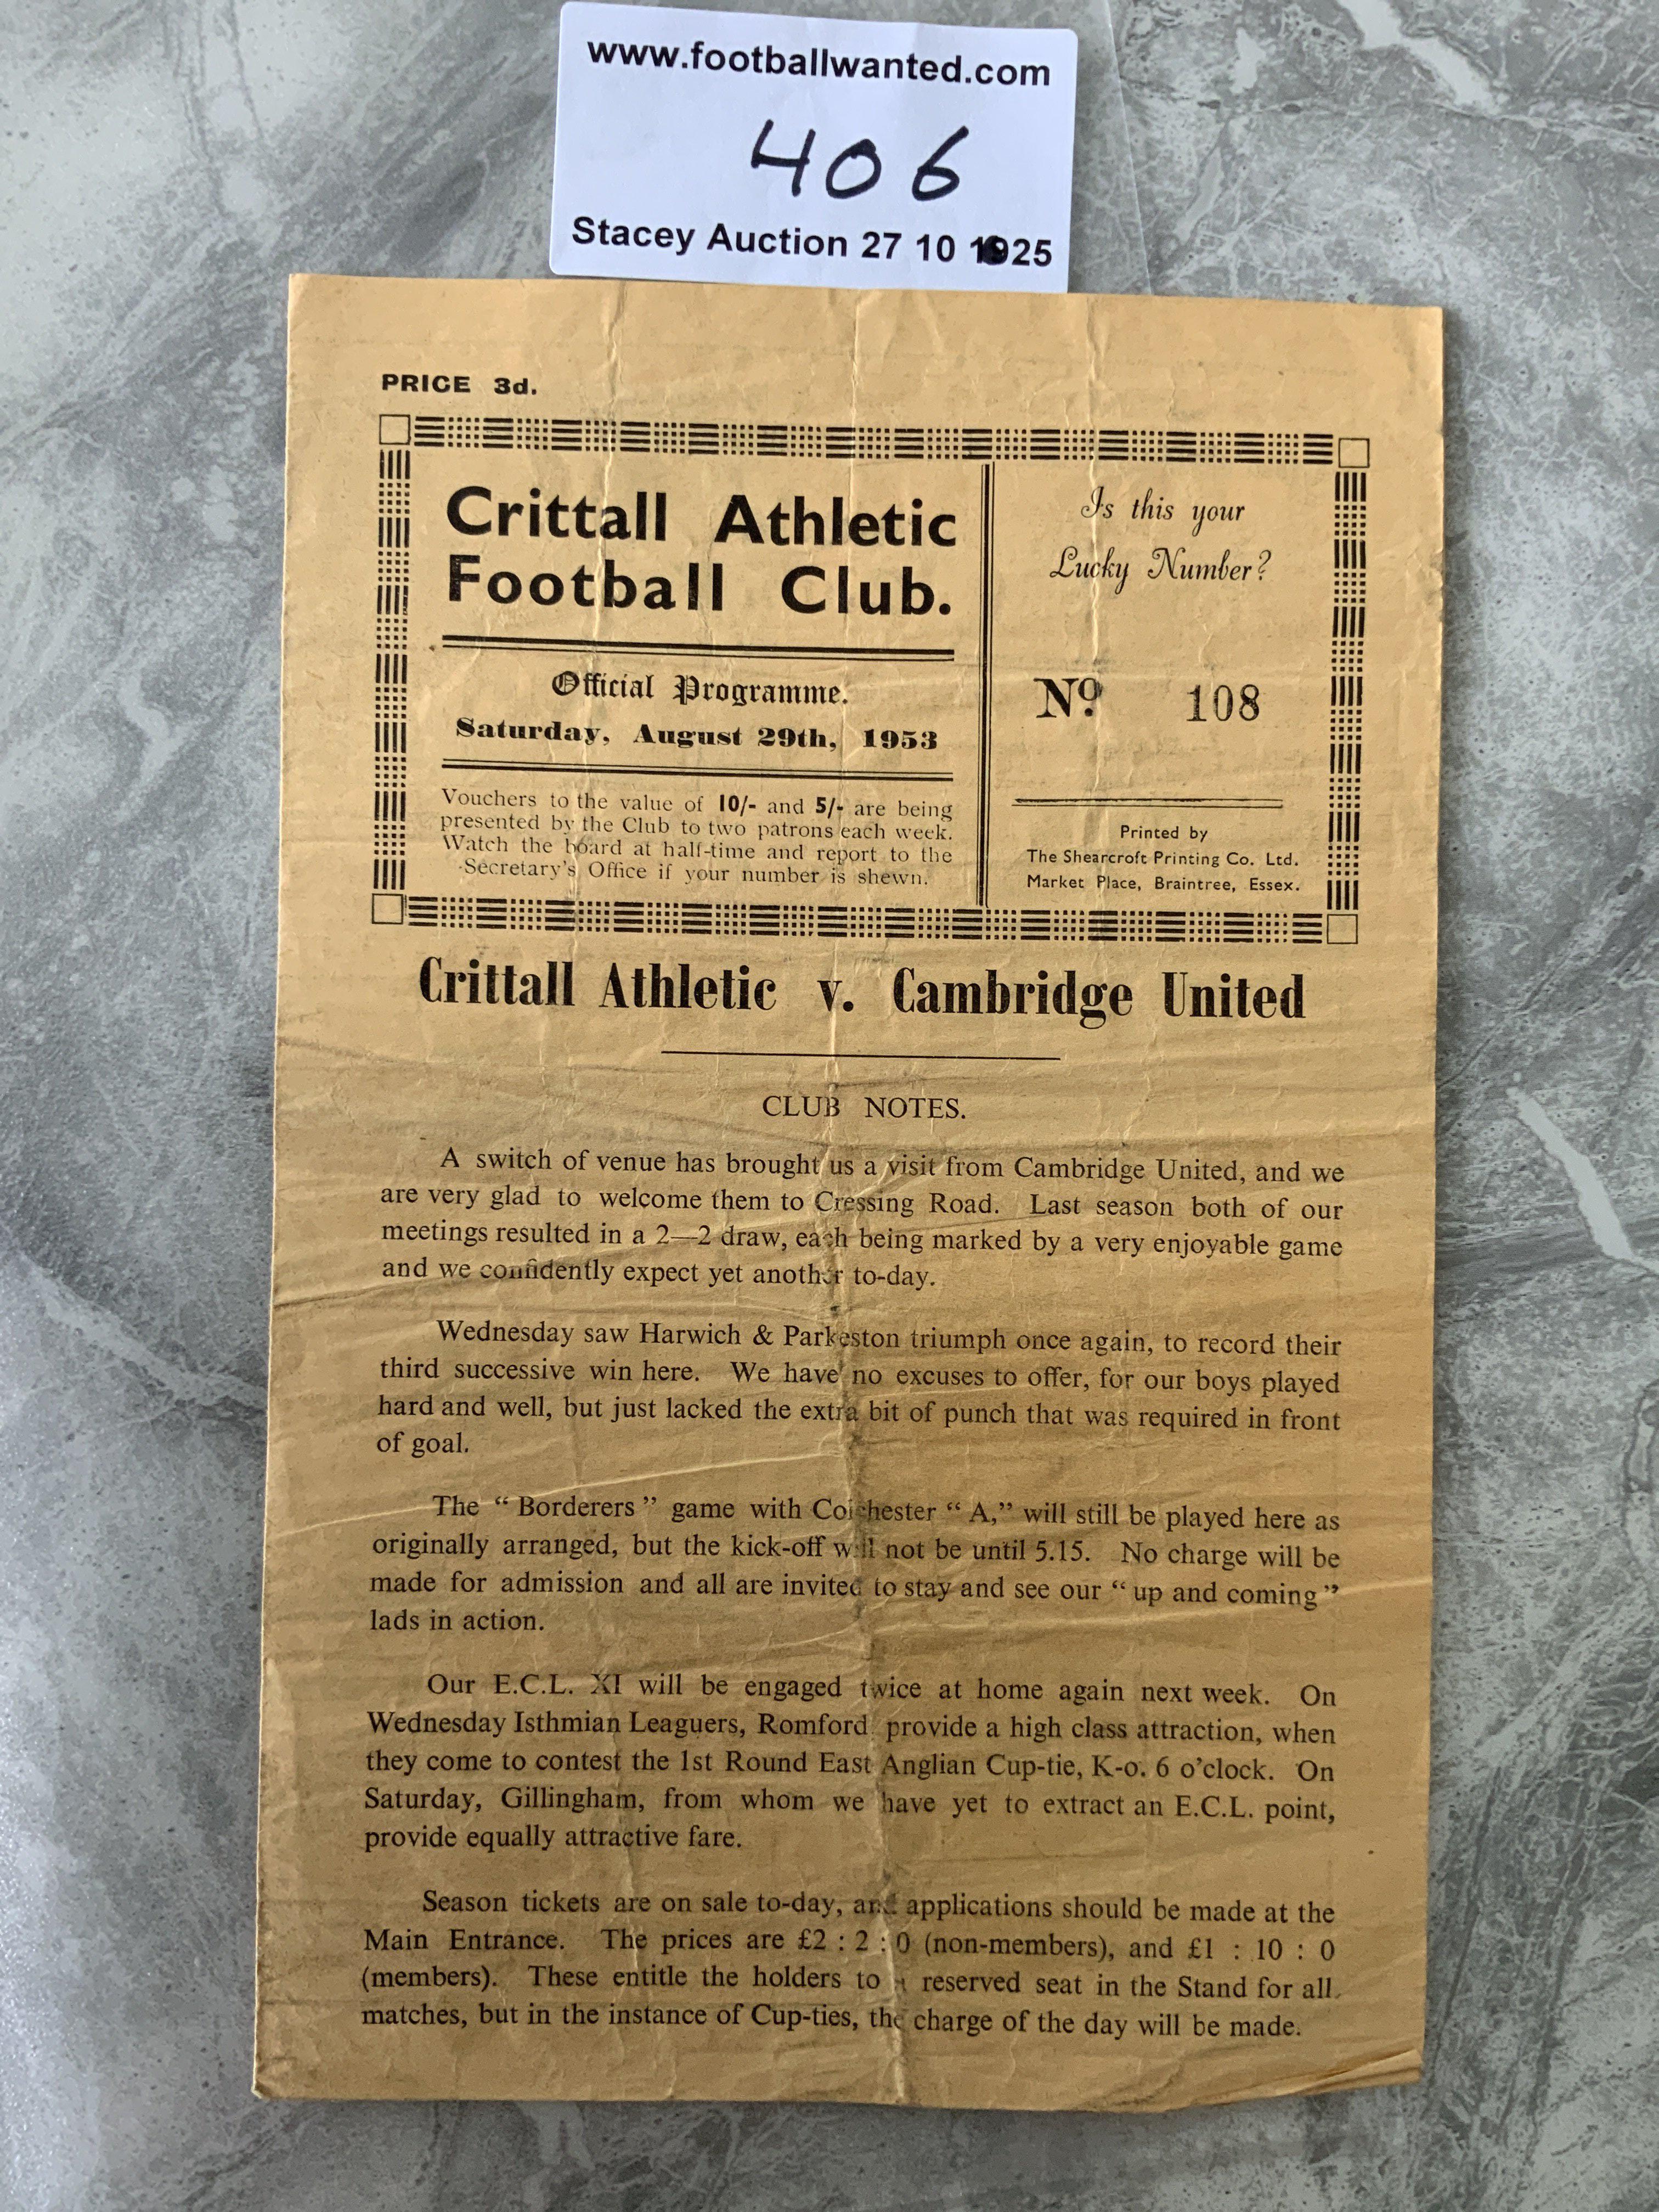 www.footballwanted.com
406
Stacey Auction 27 10 1925
PRICE 3d.
Crittall Athletic
Football Club.
Official Programme.
Saturday, August 29th, 1953
Vouchers to the value of 10/- and 5/- are being
presented by the Club to two patrons each week.
Watch the board at half-time and report to the
Secretary's Office if your number is shewn.
Is this your
Lucky Number?
No. 108
Printed by
The Shearcroft Printing Co. Ltd.
Market Place, Braintree, Essex.
Crittall Athletic v. Cambridge United
CLUB NOTES.
A switch of venue has brought us a visit from Cambridge United, and we
are very glad to welcome them to Cressing Road. Last season both of our
meetings resulted in a 2—2 draw, each being marked by a very enjoyable game
and we confidently expect yet another to-day.
Wednesday saw Harwich & Parkeston triumph once again, to record their
third successive win here. We have no excuses to offer, for our boys played
hard and well, but just lacked the extra bit of punch that was required in front
of goal.
The “ Borderers ” game with Colchester “ A,” will still be played here as
originally arranged, but the kick-off will not be until 5.15. No charge will be
made for admission and all are invited to stay and see our “ up and coming ”
lads in action.
Our E.C.L. XI will be engaged twice at home again next week. On
Wednesday Isthmian Leaguers, Romford provide a high class attraction, when
they come to contest the 1st Round East Anglian Cup-tie, K-o. 6 o'clock. On
Saturday, Gillingham, from whom we have yet to extract an E.C.L. point,
provide equally attractive fare.
Season tickets are on sale to-day, and applications should be made at the
Main Entrance. The prices are £2 : 2 : 0 (non-members), and £1 : 10 : 0
(members). These entitle the holders to a reserved seat in the Stand for all
matches, but in the instance of Cup-ties, the charge of the day will be made.